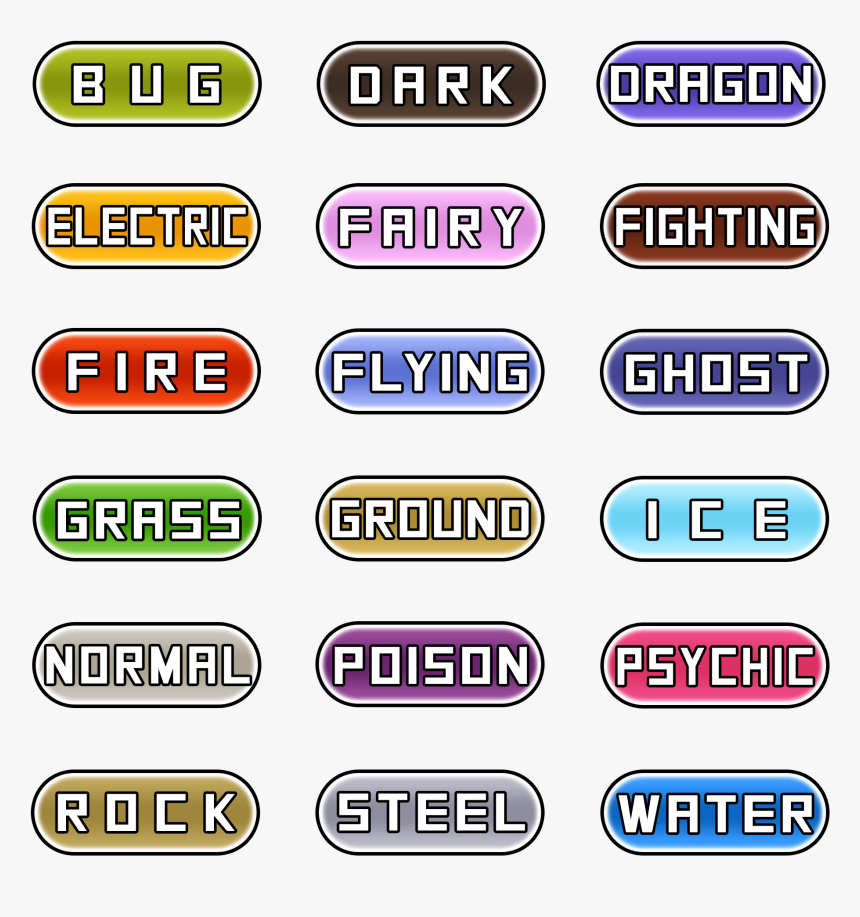 BUG DARK DRAGON
ELECTRIC FAIRY FIGHTING
FIRE FLYING GHOST
GRASS GROUND ICE
NORMAL POISON PSYCHIC
ROCK STEEL WATER